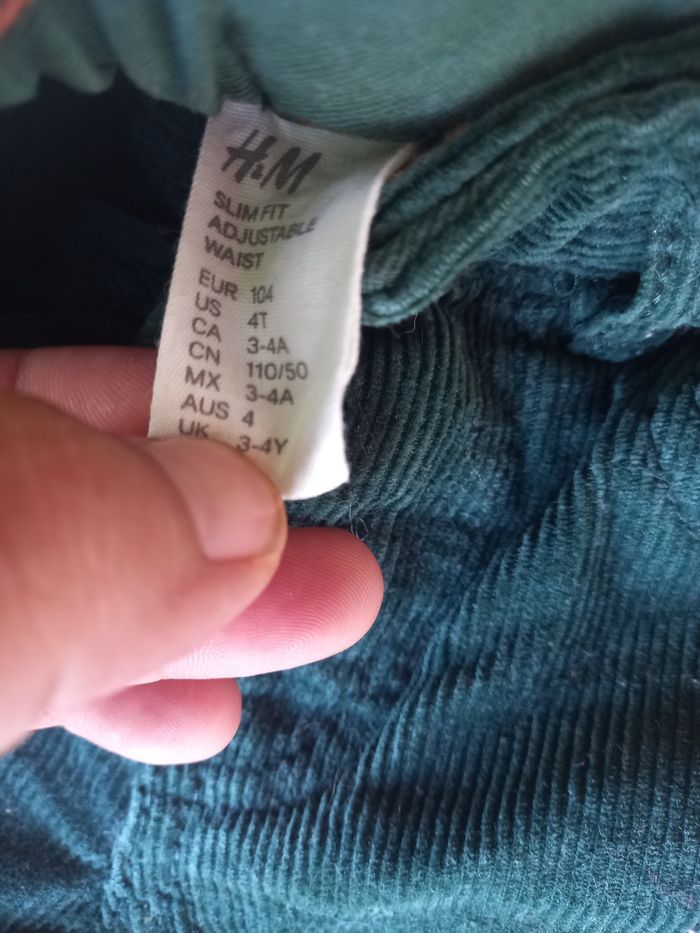 H&M
SLIM FIT
ADJUSTABLE
WAIST
EUR 104
US 4T
CA 3-4A
CN 110/50
MX 3-4A
AUS 4
UK 3-4Y